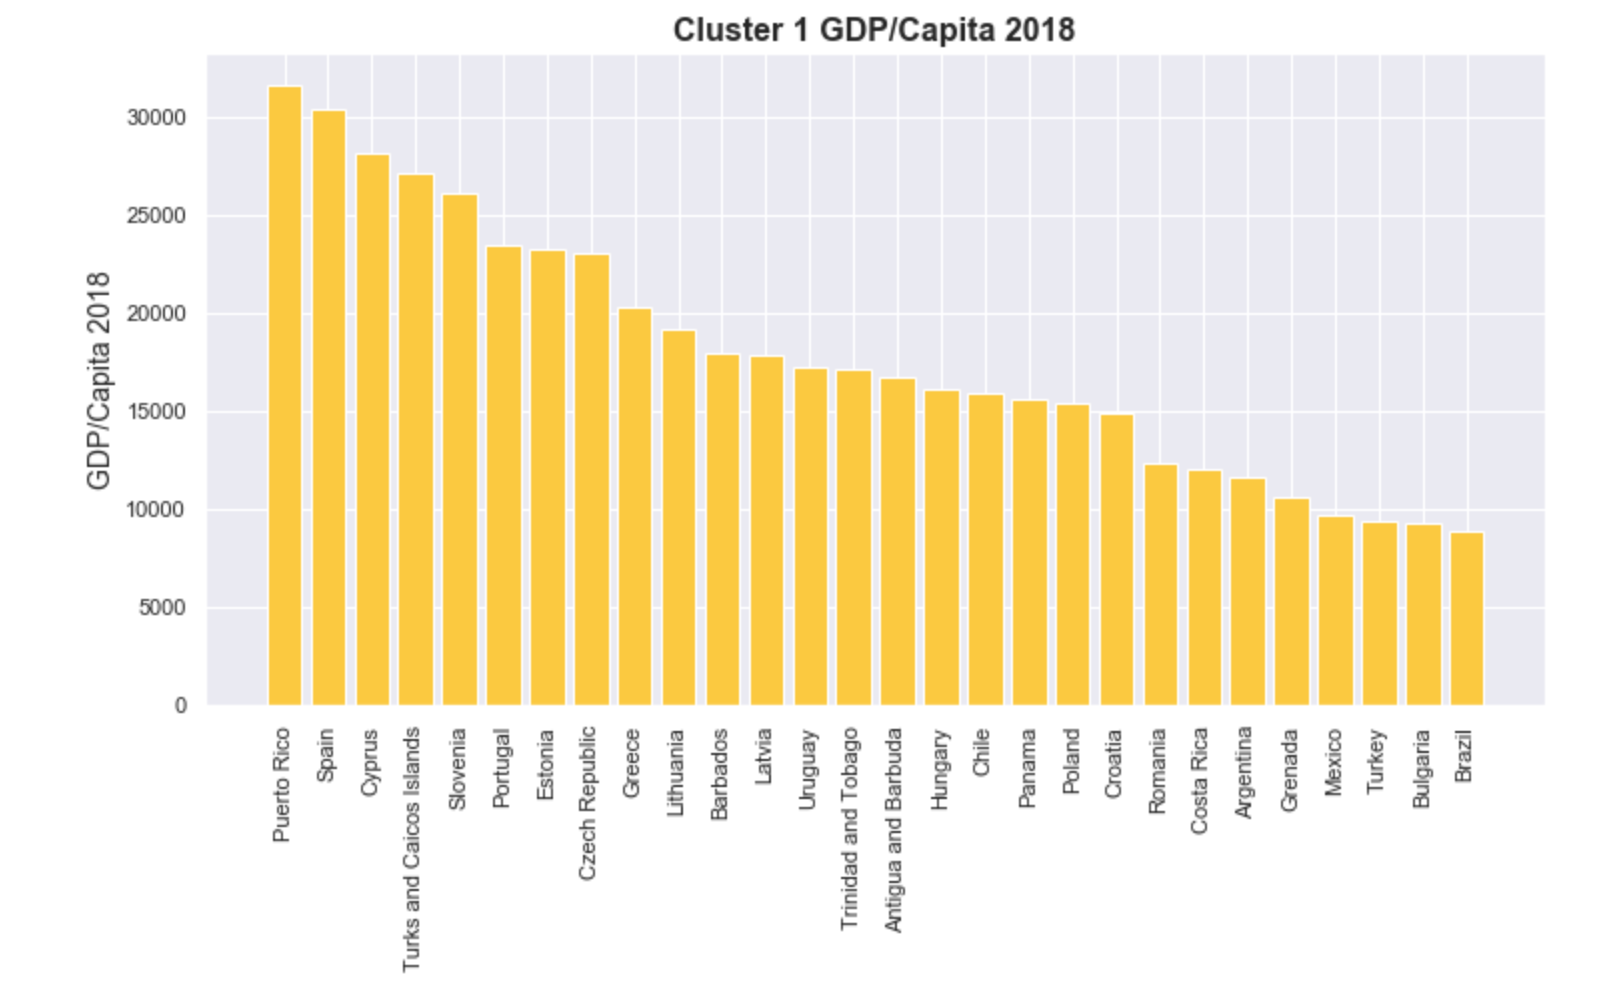 Cluster 1 GDP/Capita 2018
GDP/Capita 2018
30000
25000
20000
15000
10000
5000
0
Puerto Rico
Spain
Cyprus
Turks and Caicos Islands
Slovenia
Portugal
Estonia
Czech Republic
Greece
Lithuania
Barbados
Latvia
Uruguay
Trinidad and Tobago
Antigua and Barbuda
Hungary
Chile
Panama
Poland
Croatia
Romania
Costa Rica
Argentina
Grenada
Mexico
Turkey
Bulgaria
Brazil